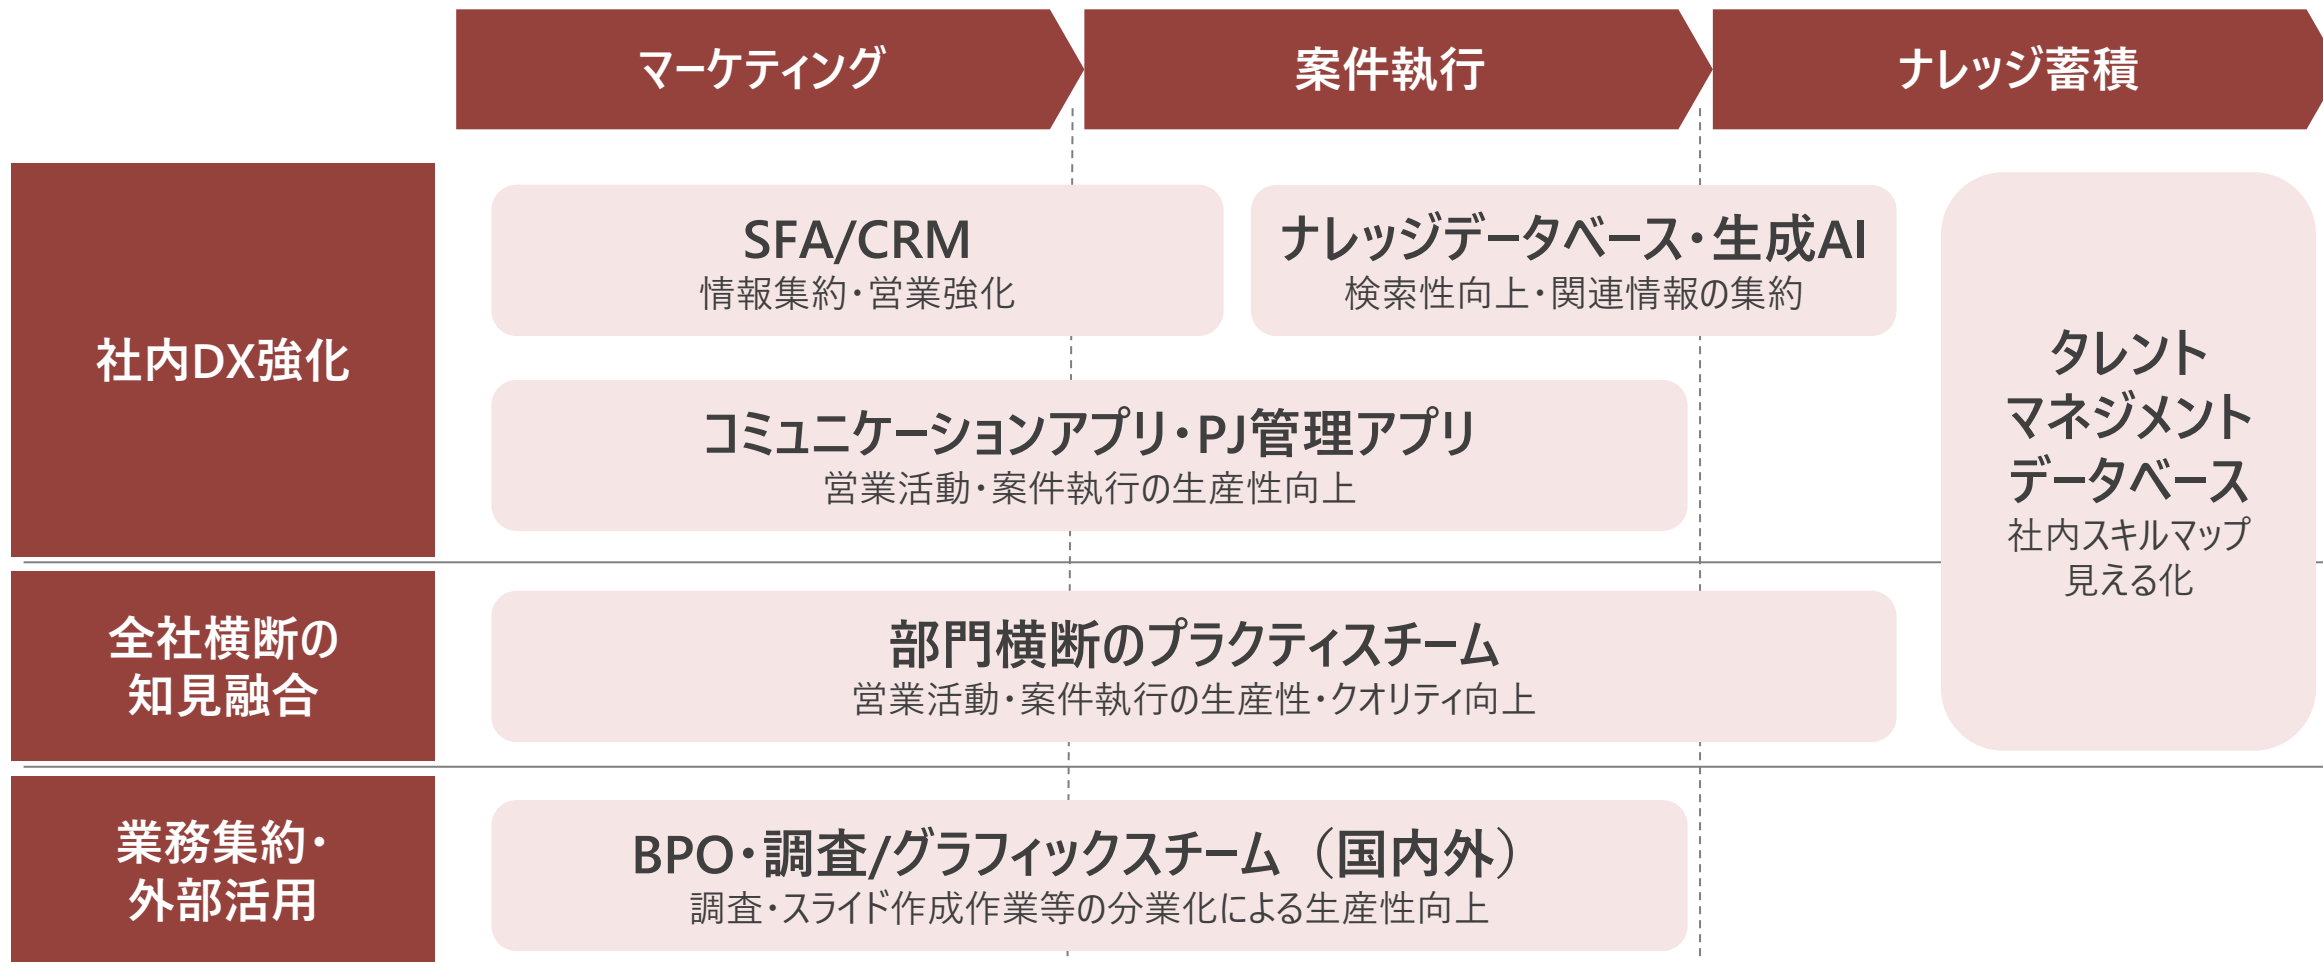 マーケティング
案件執行
ナレッジ蓄積
社内DX強化
SFA/CRM
情報集約・営業強化
ナレッジデータベース・生成AI
検索性向上・関連情報の集約
コミュニケーションアプリ・PJ管理アプリ
営業活動・案件執行の生産性向上
タレント
マネジメント
データベース
社内スキルマップ
見える化
全社横断の
知見融合
部門横断のプラクティスチーム
営業活動・案件執行の生産性・クオリティ向上
業務集約・
外部活用
BPO・調査/グラフィックスチーム（国内外）
調査・スライド作成作業等の分業化による生産性向上